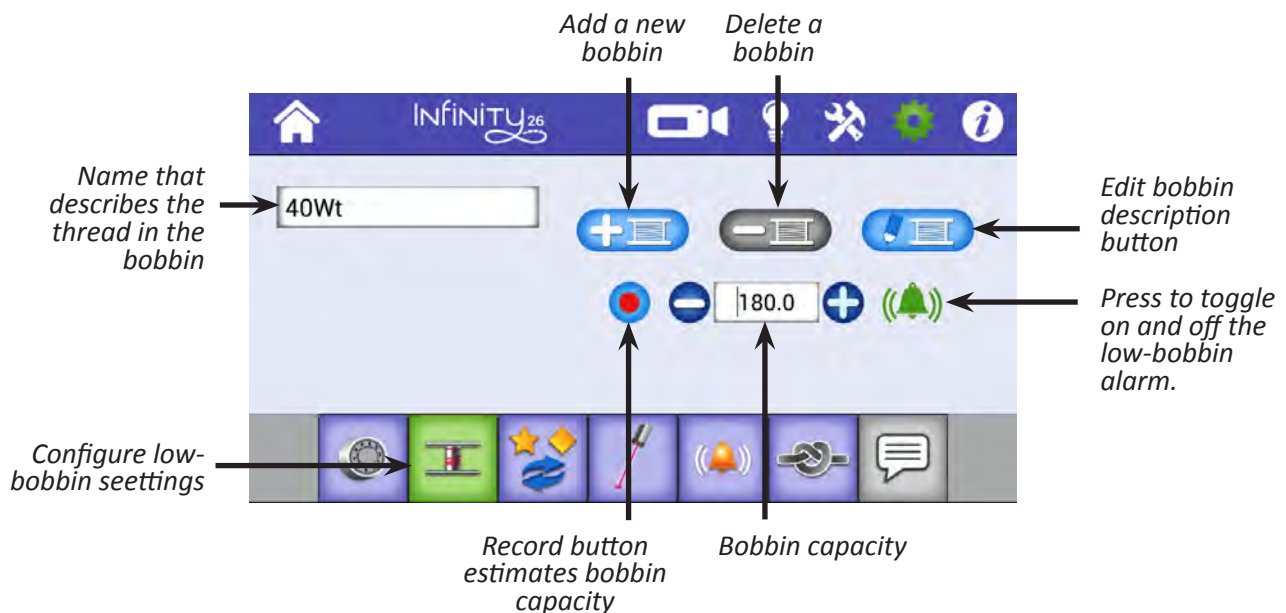 Add a new
bobbin
Delete a
bobbin
INFINITY 26
i
Name that
describes the
thread in the
bobbin
40Wt
Edit bobbin
description
button
180.0
Press to toggle
on and off the
low-bobbin
alarm.
Configure low-
bobbin seettings
Record button
estimates bobbin
capacity
Bobbin capacity